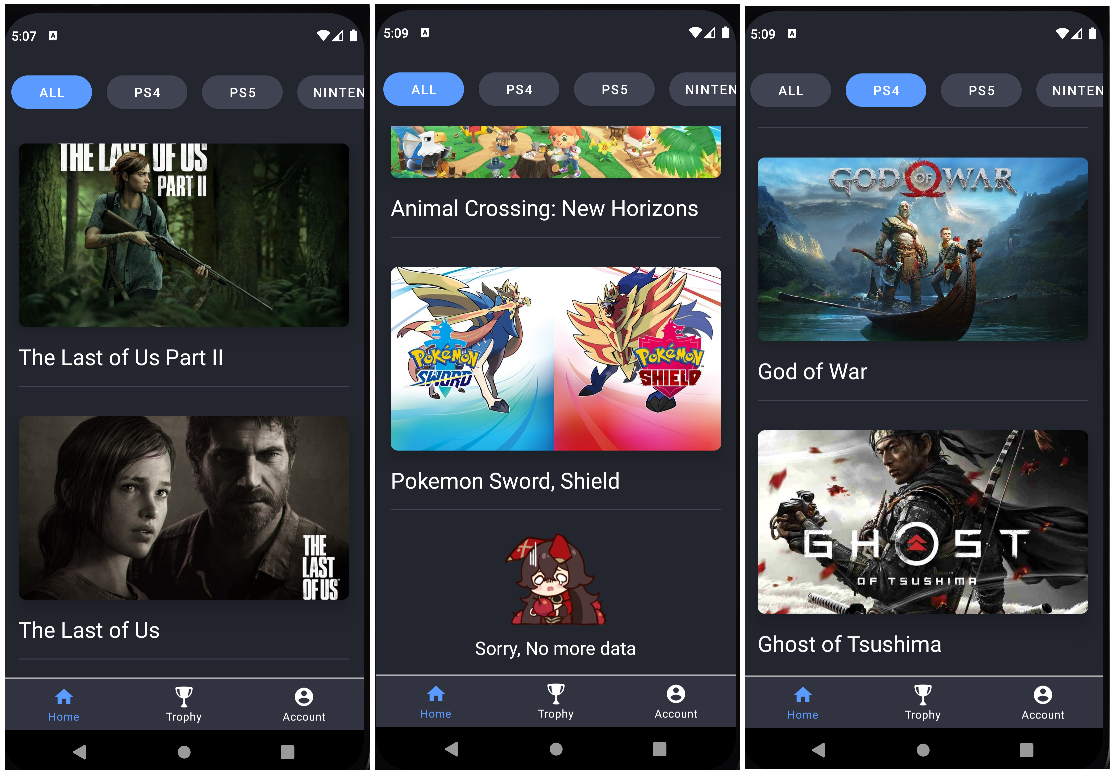 5:07 A
ALL PS4 PS5 NINTEN
THE LAST OF US
PART II
The Last of Us Part II
THE
LAST
OF US
The Last of Us
Home Trophy Account
5:09 A
ALL PS4 PS5 NINTEN
Animal Crossing: New Horizons
POKéMON POKéMON
SWORD SHIELD
Pokemon Sword, Shield
Sorry, No more data
Home Trophy Account
5:09 A
ALL PS4 PS5 NINTEN
GOD OF WAR
God of War
GHOST
OF TSUSHIMA
Ghost of Tsushima
Home Trophy Account